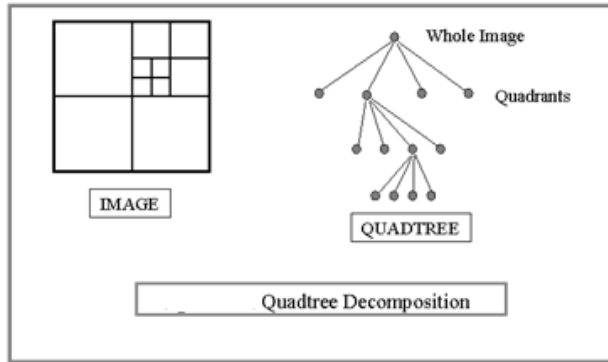 Whole Image
Quadrants
IMAGE
QUADTREE
Quadtree Decomposition